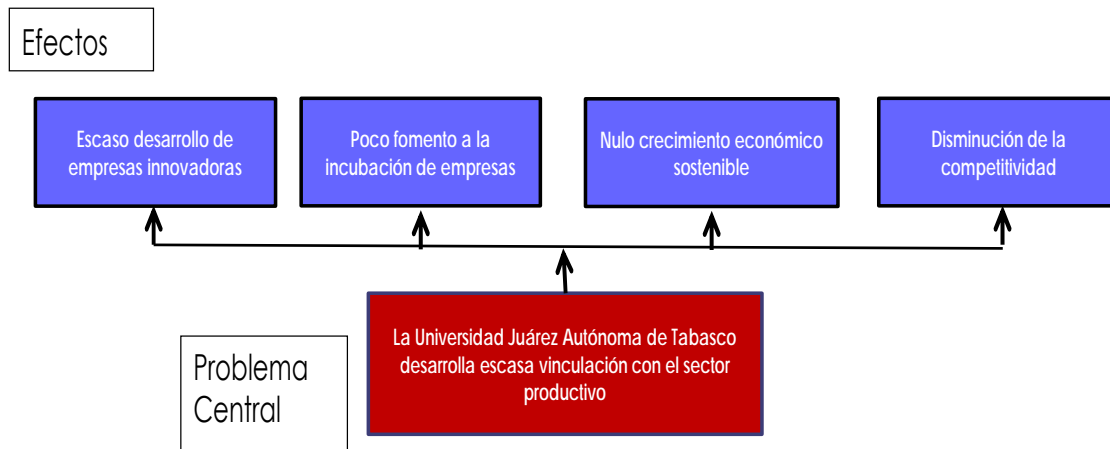 Efectos
Escaso desarrollo de
empresas innovadoras
Poco fomento a la
incubación de empresas
Nulo crecimiento económico
sostenible
Disminución de la
competitividad
La Universidad Juárez Autónoma de Tabasco
desarrolla escasa vinculación con el sector
productivo
Problema
Central